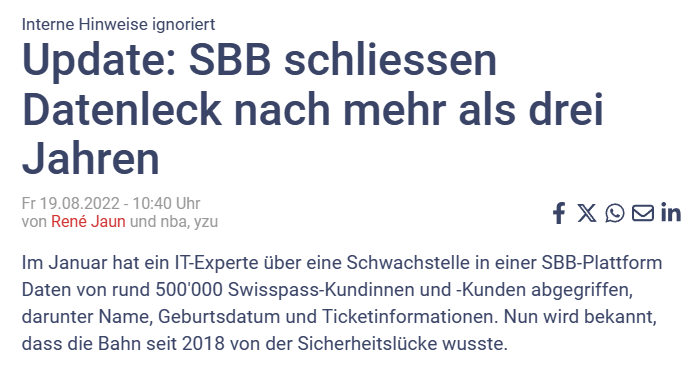 Interne Hinweise ignoriert
Update: SBB schliessen
Datenleck nach mehr als drei
Jahren
Fr 19.08.2022 - 10:40 Uhr
von René Jaun und nba, yzu
Im Januar hat ein IT-Experte über eine Schwachstelle in einer SBB-Plattform
Daten von rund 500'000 Swisspass-Kundinnen und -Kunden abgegriffen,
darunter Name, Geburtsdatum und Ticketinformationen. Nun wird bekannt,
dass die Bahn seit 2018 von der Sicherheitslücke wusste.